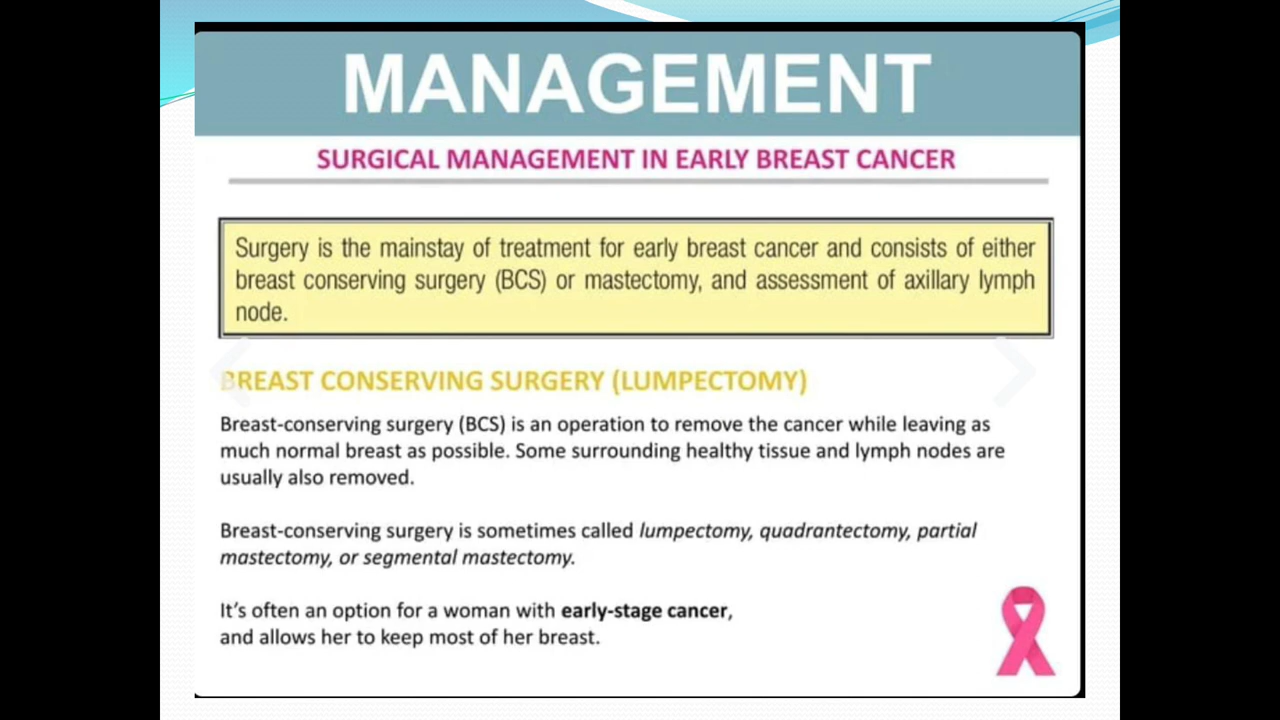 MANAGEMENT
SURGICAL MANAGEMENT IN EARLY BREAST CANCER
Surgery is the mainstay of treatment for early breast cancer and consists of either
breast conserving surgery (BCS) or mastectomy, and assessment of axillary lymph
node.
BREAST CONSERVING SURGERY (LUMPECTOMY)
Breast-conserving surgery (BCS) is an operation to remove the cancer while leaving as
much normal breast as possible. Some surrounding healthy tissue and lymph nodes are
usually also removed.
Breast-conserving surgery is sometimes called lumpectomy, quadrantectomy, partial
mastectomy, or segmental mastectomy.
It’s often an option for a woman with early-stage cancer,
and allows her to keep most of her breast.